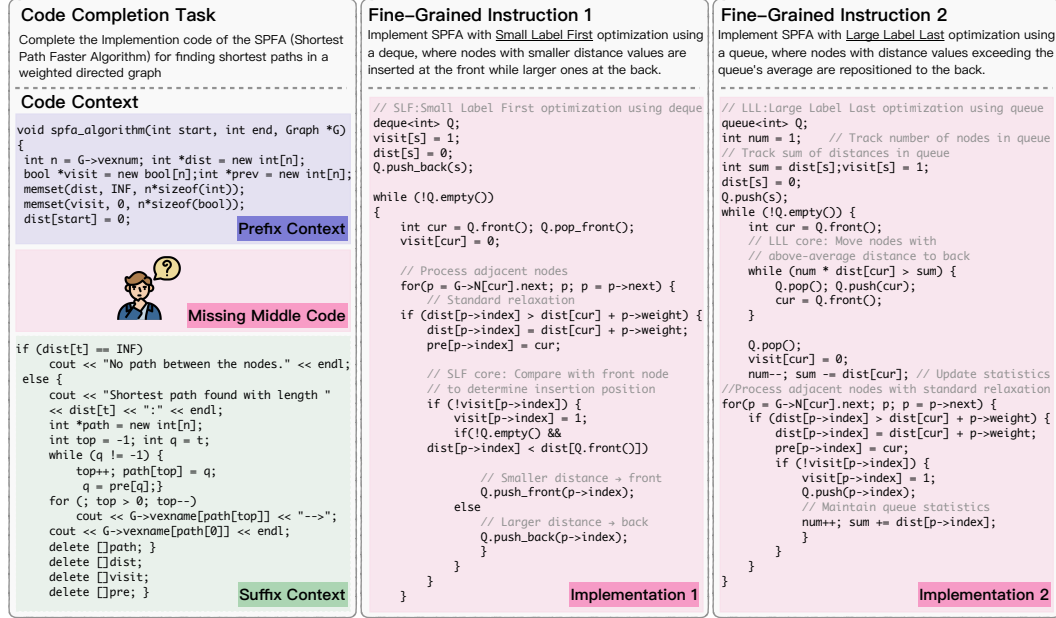 Code Completion Task
Complete the Implemention code of the SPFA (Shortest
Path Faster Algorithm) for finding shortest paths in a
weighted directed graph
Code Context
void spfa_algorithm(int start, int end, Graph *G)
{
int n = G->vexnum; int *dist = new int[n];
bool *visit = new bool[n];int *prev = new int[n];
memset(dist, INF, n*sizeof(int));
memset(visit, 0, n*sizeof(bool));
dist[start] = 0;
Prefix Context
?
Missing Middle Code
if (dist[t] == INF)
cout << "No path between the nodes." << endl;
else {
cout << "Shortest path found with length "
<< dist[t] << ":" << endl;
int *path = new int[n];
int top = -1; int q = t;
while (q != -1) {
top++; path[top] = q;
q = pre[q];}
for (; top > 0; top--)
cout << G->vexname[path[top]] << "-->";
cout << G->vexname[path[0]] << endl;
delete []path; }
delete []dist;
delete []visit;
delete []pre; }
Suffix Context
Fine-Grained Instruction 1
Implement SPFA with Small Label First optimization using
a deque, where nodes with smaller distance values are
inserted at the front while larger ones at the back.
// SLF:Small Label First optimization using deque
deque<int> Q;
visit[s] = 1;
dist[s] = 0;
Q.push_back(s);
while (!Q.empty())
{
int cur = Q.front(); Q.pop_front();
visit[cur] = 0;
// Process adjacent nodes
for(p = G->N[cur].next; p; p = p->next) {
// Standard relaxation
if (dist[p->index] > dist[cur] + p->weight) {
dist[p->index] = dist[cur] + p->weight;
pre[p->index] = cur;
// SLF core: Compare with front node
// to determine insertion position
if (!visit[p->index]) {
visit[p->index] = 1;
if(!Q.empty() &&
dist[p->index] < dist[Q.front()])
// Smaller distance → front
Q.push_front(p->index);
else
// Larger distance → back
Q.push_back(p->index);
}
}
}
}
Implementation 1
Fine-Grained Instruction 2
Implement SPFA with Large Label Last optimization using
a queue, where nodes with distance values exceeding the
queue's average are repositioned to the back.
// LLL:Large Label Last optimization using queue
queue<int> Q;
int num = 1; // Track number of nodes in queue
// Track sum of distances in queue
int sum = dist[s];visit[s] = 1;
dist[s] = 0;
Q.push(s);
while (!Q.empty()) {
int cur = Q.front();
// LLL core: Move nodes with
// above-average distance to back
while (num * dist[cur] > sum) {
Q.pop(); Q.push(cur);
cur = Q.front();
}
Q.pop();
visit[cur] = 0;
num--; sum -= dist[cur]; // Update statistics
//Process adjacent nodes with standard relaxation
for(p = G->N[cur].next; p; p = p->next) {
if (dist[p->index] > dist[cur] + p->weight) {
dist[p->index] = dist[cur] + p->weight;
pre[p->index] = cur;
if (!visit[p->index]) {
visit[p->index] = 1;
Q.push(p->index);
// Maintain queue statistics
num++; sum += dist[p->index];
}
}
}
}
Implementation 2